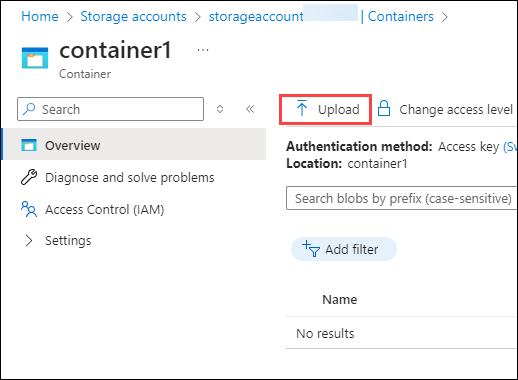 Home > Storage accounts > storageaccount | Containers >
container1 ...
Container
Search
Overview
Diagnose and solve problems
Access Control (IAM)
Settings
Upload Change access level
Authentication method: Access key (Sw
Location: container1
Search blobs by prefix (case-sensitive)
Add filter
Name
No results